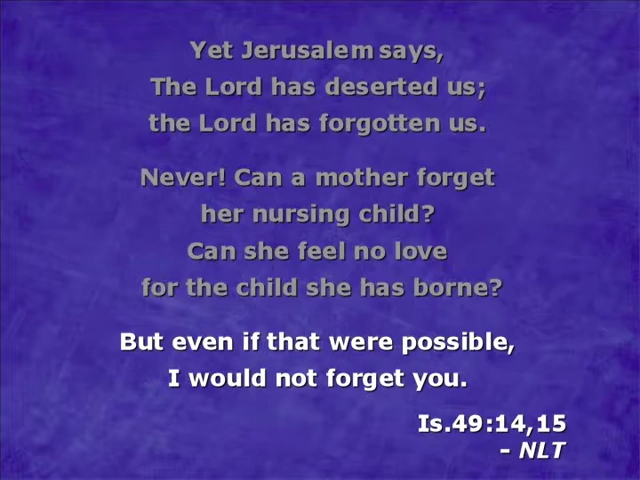 Yet Jerusalem says,
The Lord has deserted us;
the Lord has forgotten us.
Never! Can a mother forget
her nursing child?
Can she feel no love
for the child she has borne?
But even if that were possible,
I would not forget you.
Is.49:14,15
- NLT